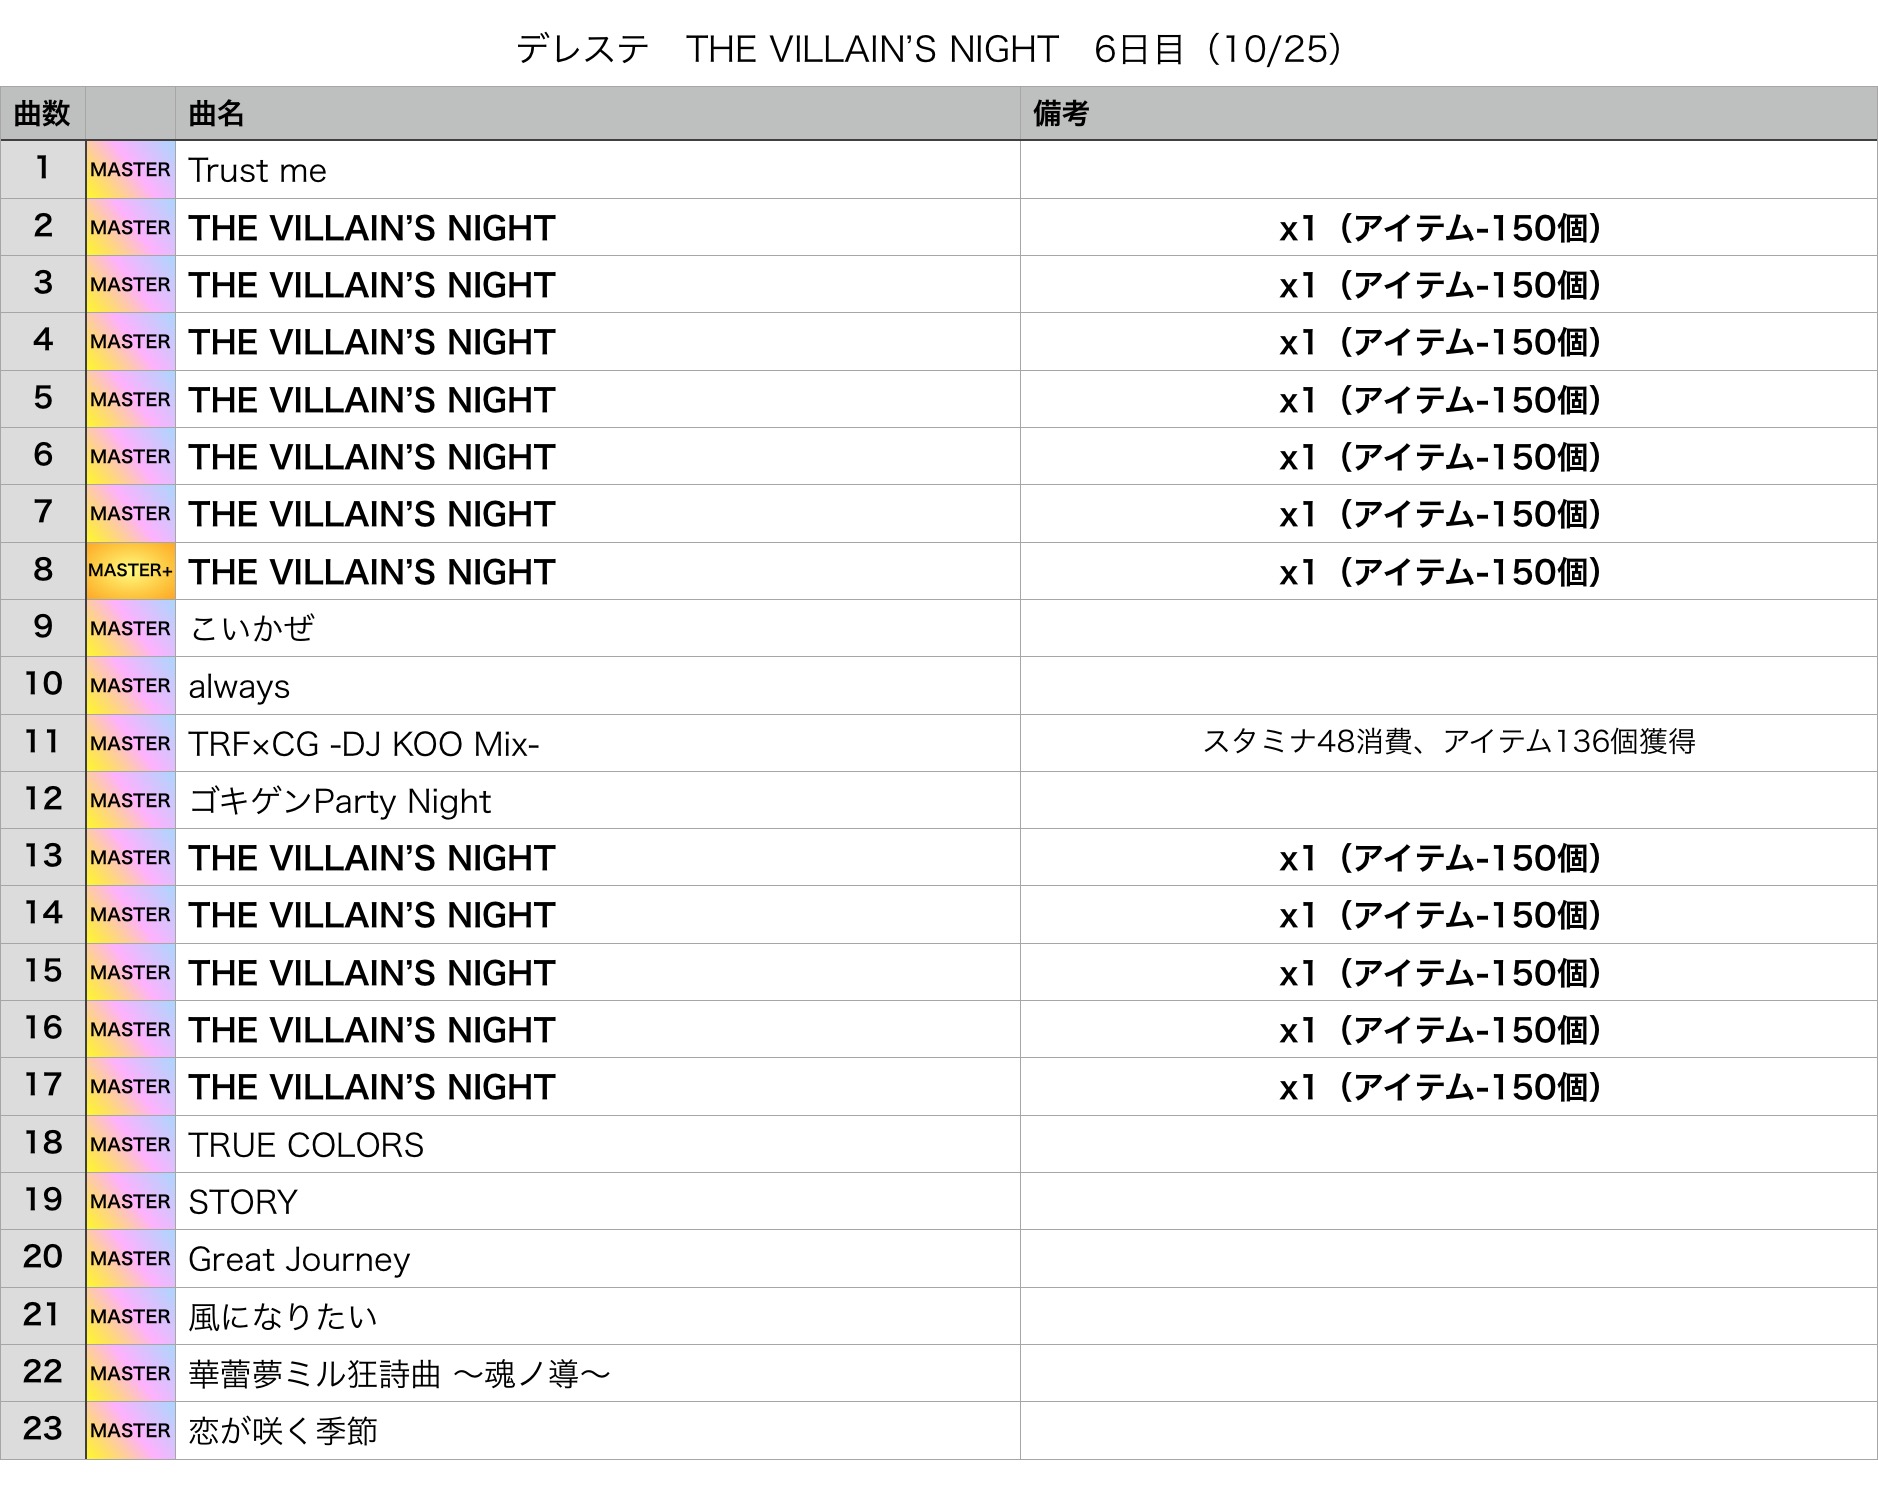 デレステ　THE VILLAIN’S NIGHT　6日目（10/25）
曲数 曲名 備考
1 MASTER Trust me
2 MASTER THE VILLAIN’S NIGHT x1（アイテム-150個）
3 MASTER THE VILLAIN’S NIGHT x1（アイテム-150個）
4 MASTER THE VILLAIN’S NIGHT x1（アイテム-150個）
5 MASTER THE VILLAIN’S NIGHT x1（アイテム-150個）
6 MASTER THE VILLAIN’S NIGHT x1（アイテム-150個）
7 MASTER THE VILLAIN’S NIGHT x1（アイテム-150個）
8 MASTER+ THE VILLAIN’S NIGHT x1（アイテム-150個）
9 MASTER こいかぜ
10 MASTER always
11 MASTER TRF×CG -DJ KOO Mix- スタミナ48消費、アイテム136個獲得
12 MASTER ゴキゲンParty Night
13 MASTER THE VILLAIN’S NIGHT x1（アイテム-150個）
14 MASTER THE VILLAIN’S NIGHT x1（アイテム-150個）
15 MASTER THE VILLAIN’S NIGHT x1（アイテム-150個）
16 MASTER THE VILLAIN’S NIGHT x1（アイテム-150個）
17 MASTER THE VILLAIN’S NIGHT x1（アイテム-150個）
18 MASTER TRUE COLORS
19 MASTER STORY
20 MASTER Great Journey
21 MASTER 風になりたい
22 MASTER 華蕾夢ミル狂詩曲 〜魂ノ導〜
23 MASTER 恋が咲く季節